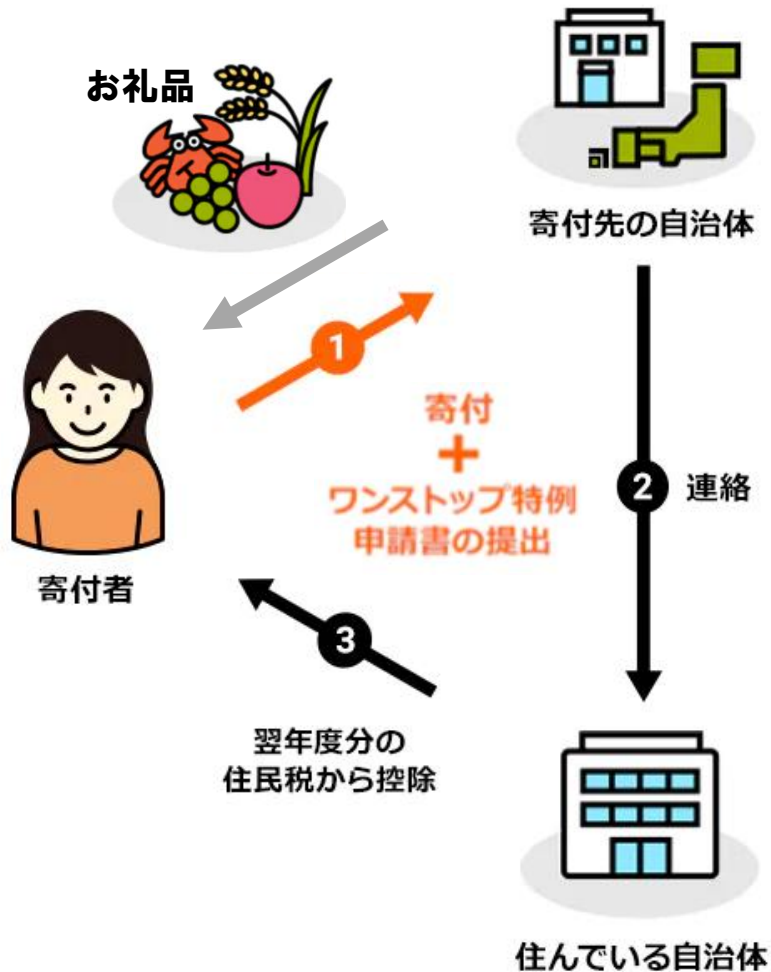 お礼品
寄付先の自治体
1
寄付
+
ワンストップ特例
申請書の提出
2
連絡
寄付者
3
翌年度分の
住民税から控除
住んでいる自治体